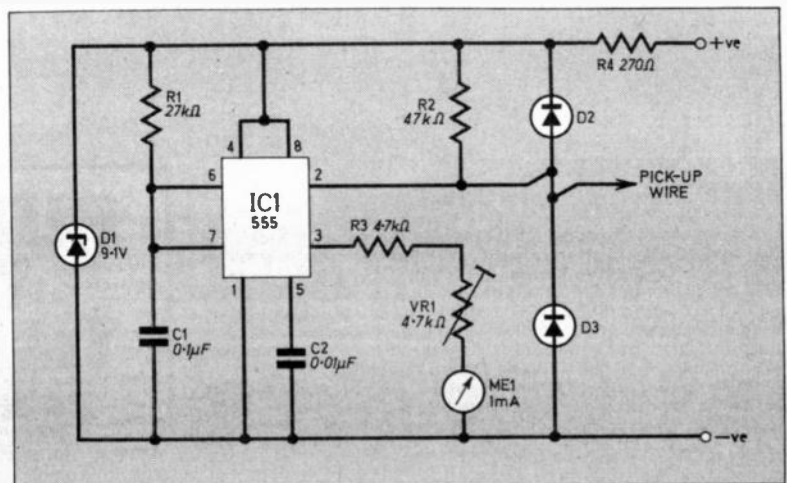 +ve
R4 270Ω
R1
27kΩ
R2
47kΩ
D2
4
8
6
2
PICK-UP
WIRE
IC1
555
D1
9·1V
7
3
R3 4·7kΩ
1
5
VR1
4·7kΩ
D3
C1
0·1µF
C2
0·01µF
ME1
1mA
-ve